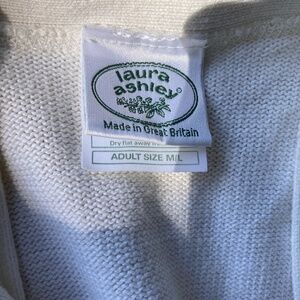 laura
ashley®
Made in Great Britain
Dry flat away
ADULT SIZE M/L